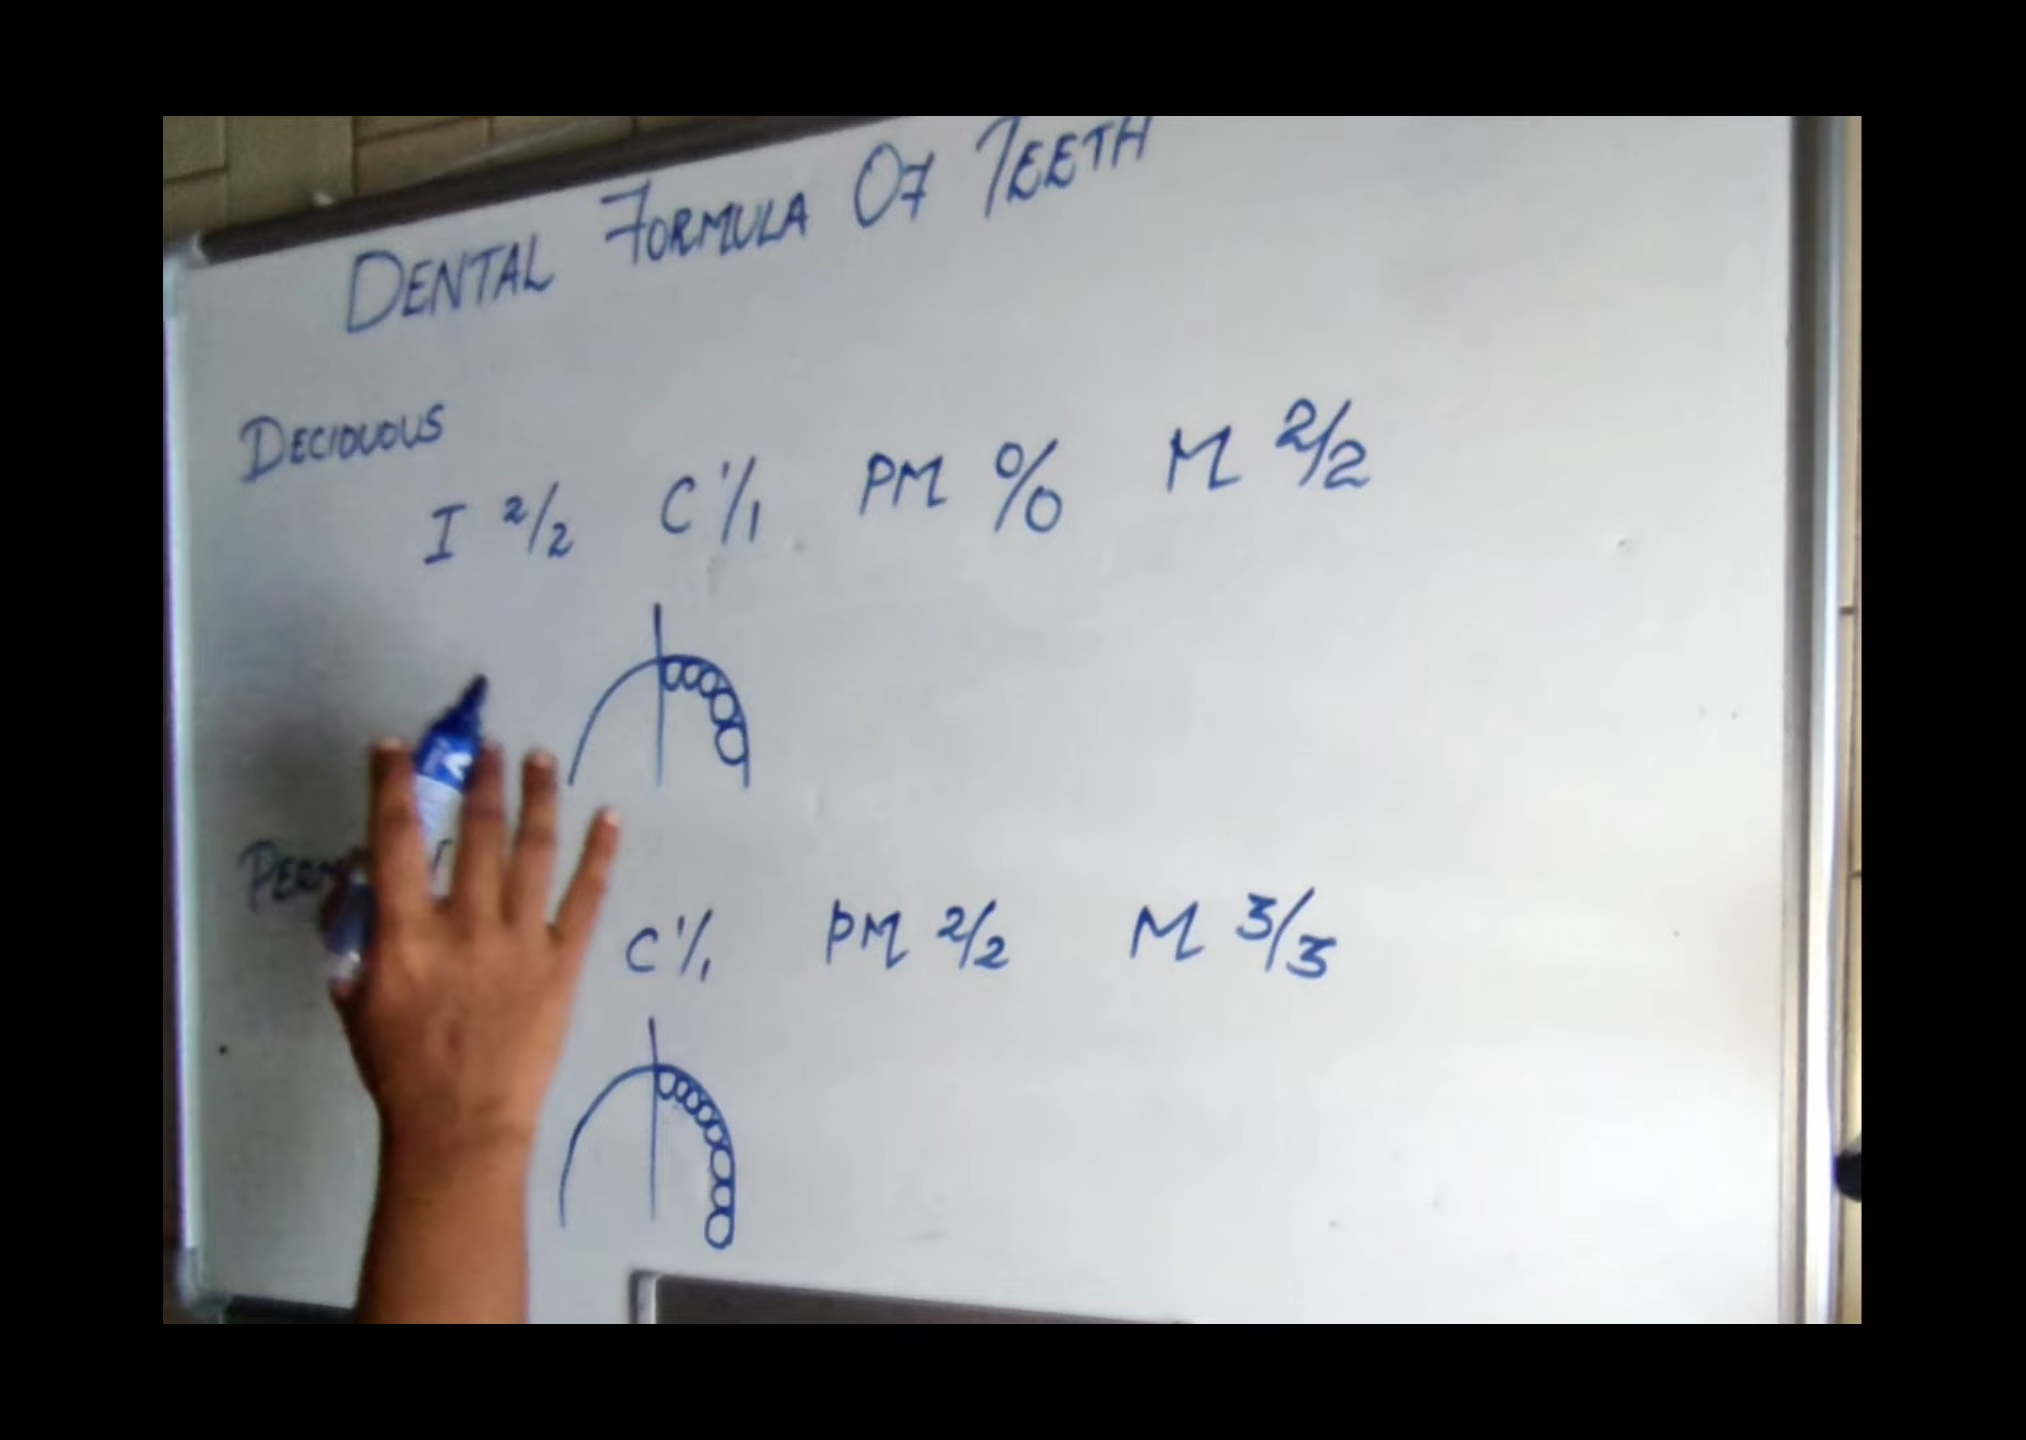 DENTAL FORMULA OF TEETH
DECIDUOUS
I 2/2 C 1/1 PM 0/0 M 2/2
C 1/1 PM 2/2 M 3/3